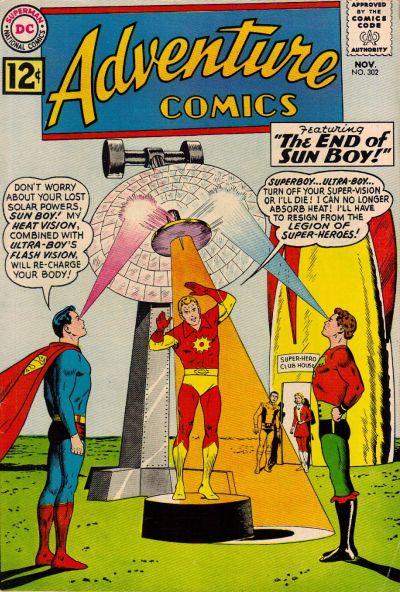 SUPERMAN
DC
NATIONAL COMICS
12¢
Adventure
COMICS
APPROVED
BY THE
COMICS
CODE
CA
AUTHORITY
NOV.
NO. 302
Featuring
"The END of
SUN BOY!"
DON'T WORRY
ABOUT YOUR LOST
SOLAR POWERS,
SUN BOY! MY
HEAT VISION,
COMBINED WITH
ULTRA-BOY'S
FLASH VISION,
WILL RE-CHARGE
YOUR BODY!
SUPERBOY...ULTRA-BOY...
TURN OFF YOUR SUPER-VISION
OR I'LL DIE! I CAN NO LONGER
ABSORB HEAT! I'LL HAVE
TO RESIGN FROM THE
LEGION OF
SUPER-HEROES!
SUPER-HERO
CLUB HOUSE